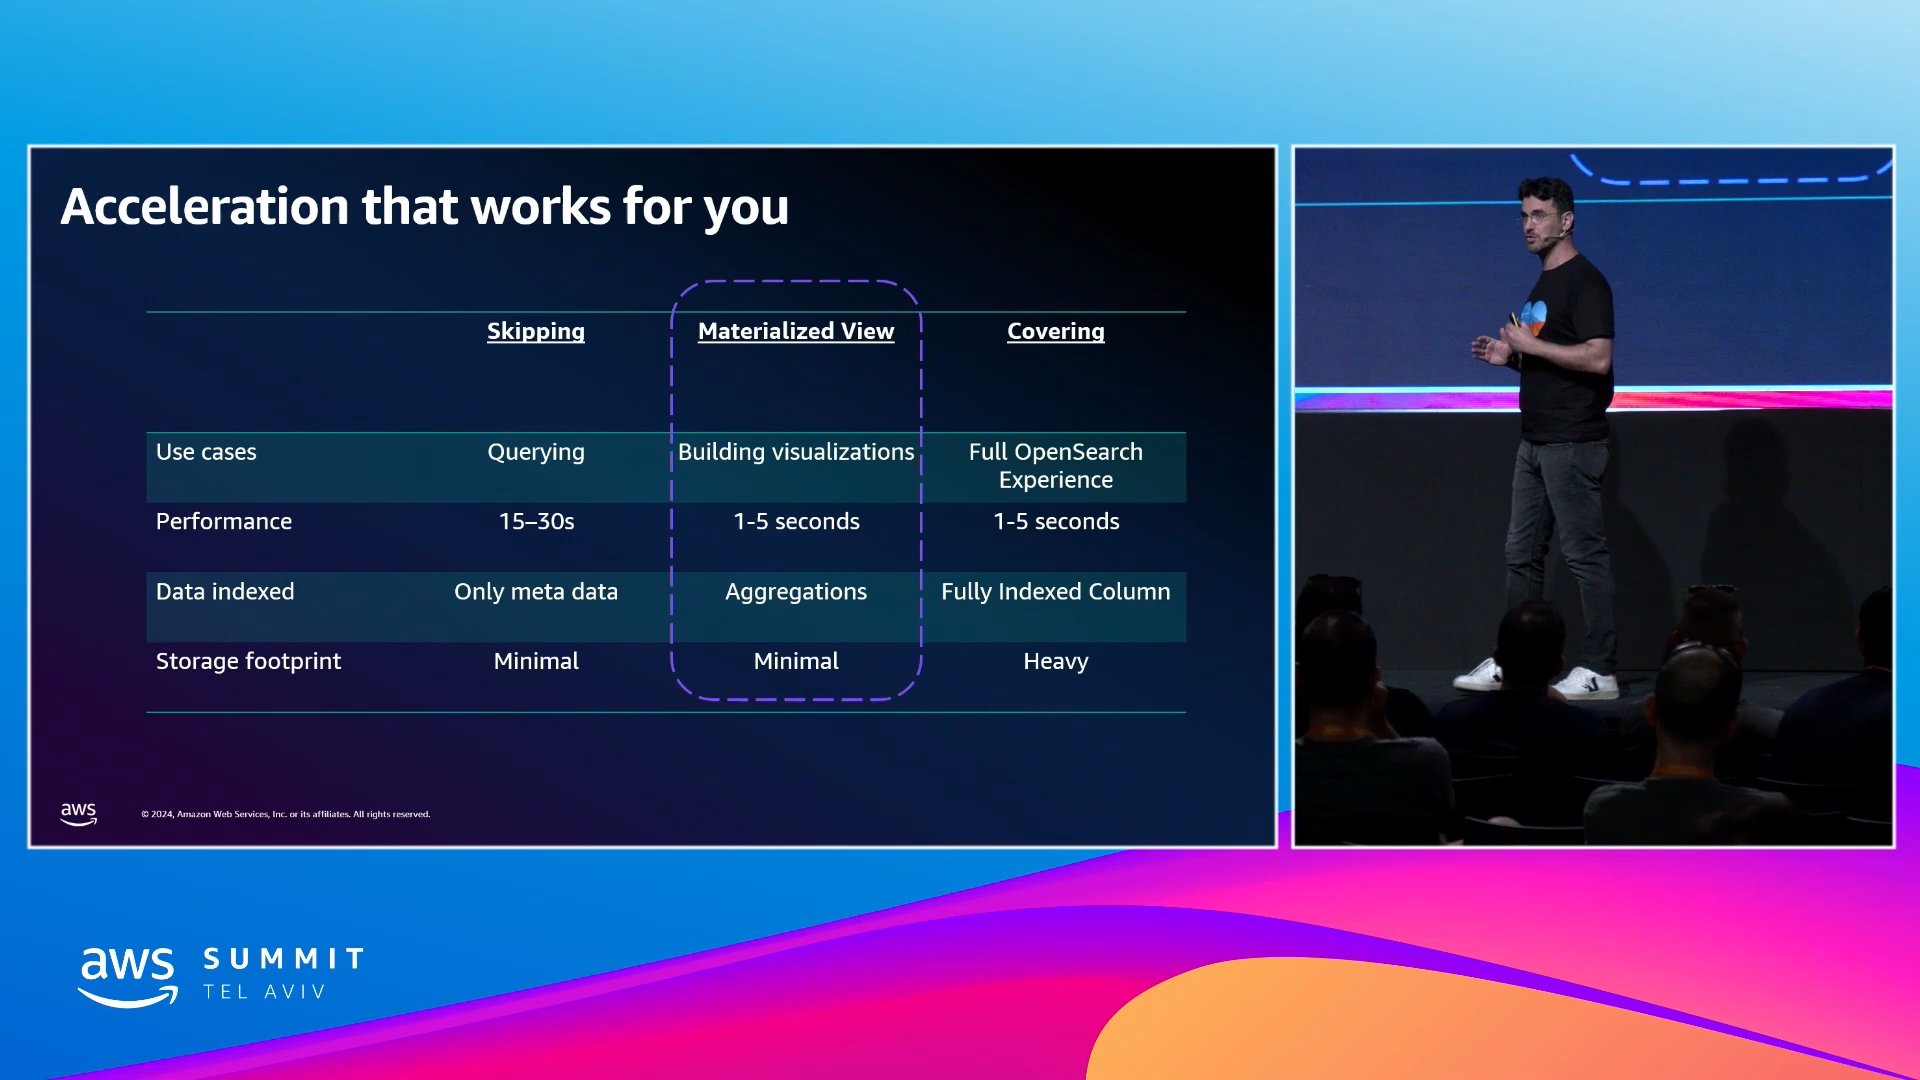 Acceleration that works for you
Skipping Materialized View Covering
Use cases Querying Building visualizations Full OpenSearch
Experience
Performance 15–30s 1-5 seconds 1-5 seconds
Data indexed Only meta data Aggregations Fully Indexed Column
Storage footprint Minimal Minimal Heavy
aws © 2024, Amazon Web Services, Inc. or its affiliates. All rights reserved.
aws SUMMIT
TEL AVIV